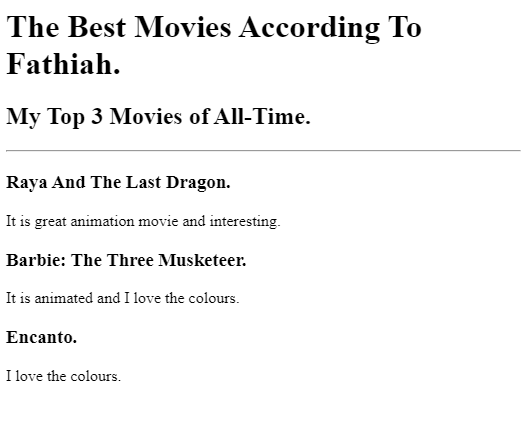 The Best Movies According To
Fathiah.
My Top 3 Movies of All-Time.
Raya And The Last Dragon.
It is great animation movie and interesting.
Barbie: The Three Musketeer.
It is animated and I love the colours.
Encanto.
I love the colours.